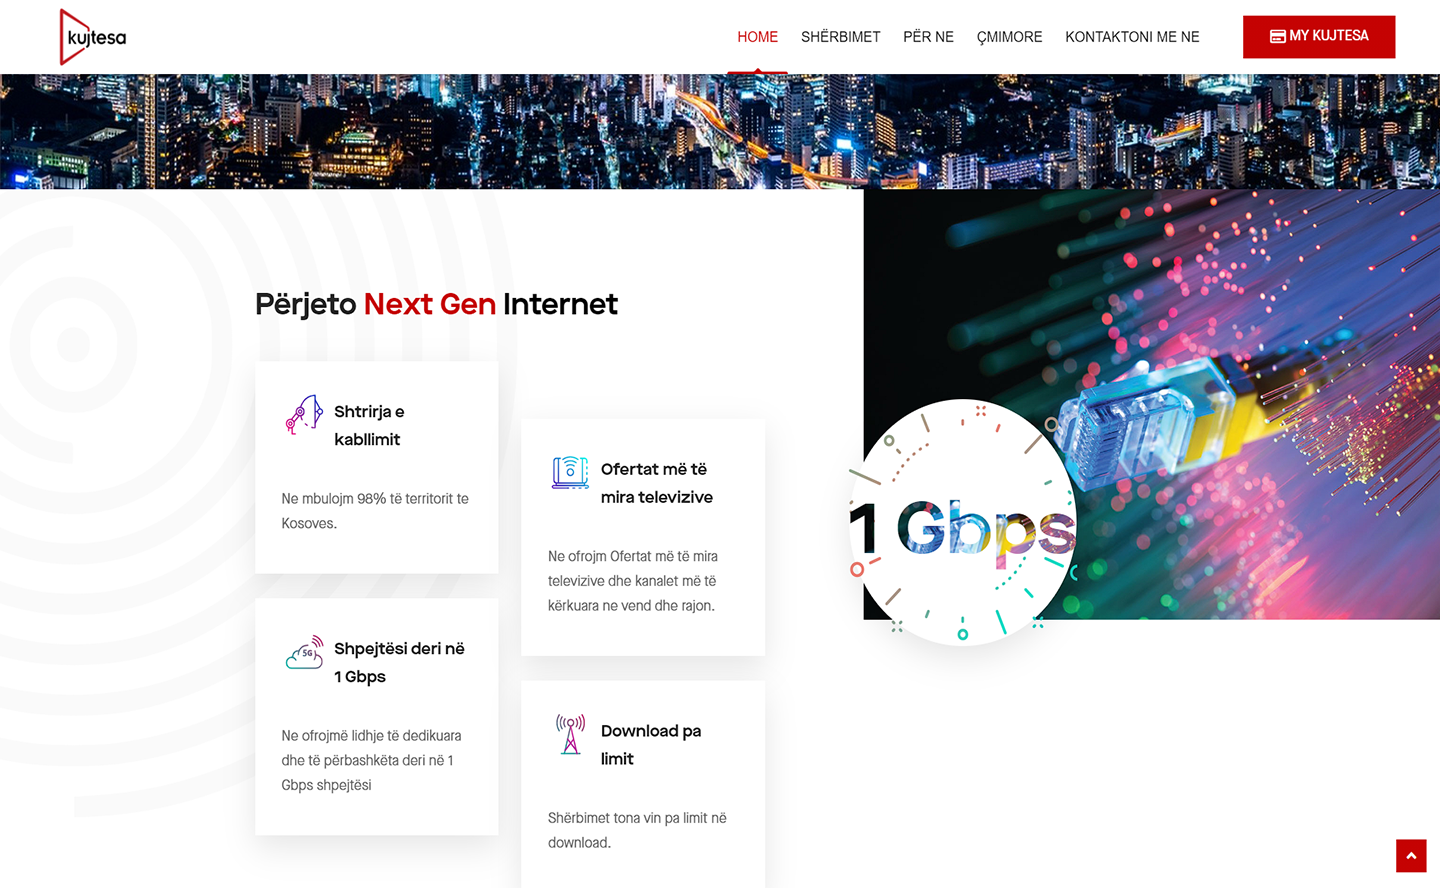 kujtesa
HOME SHËRBIMET PËR NE ÇMIMORE KONTAKTONI ME NE MY KUJTESA
Përjeto Next Gen Internet
Shtrirja e
kabllimit
Ne mbulojm 98% të territorit te
Kosoves.
Ofertat më të
mira televizive
Ne ofrojm Ofertat më të mira
televizive dhe kanalet më të
kërkuara ne vend dhe rajon.
5G
Shpejtësi deri në
1 Gbps
Ne ofrojmë lidhje të dedikuara
dhe të përbashkëta deri në 1
Gbps shpejtësi
Download pa
limit
Shërbimet tona vin pa limit në
download.
1 Gbps